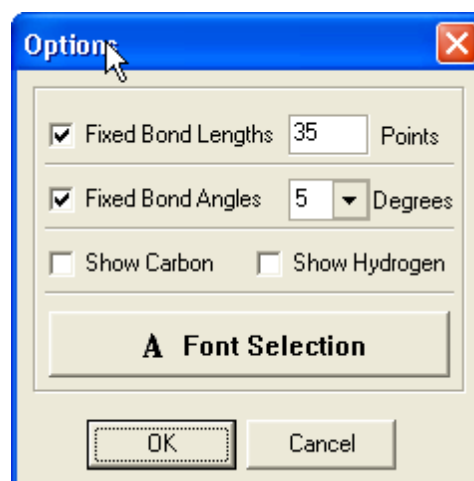 Options
Fixed Bond Lengths 35 Points
Fixed Bond Angles 5 Degrees
Show Carbon Show Hydrogen
A Font Selection
OK Cancel